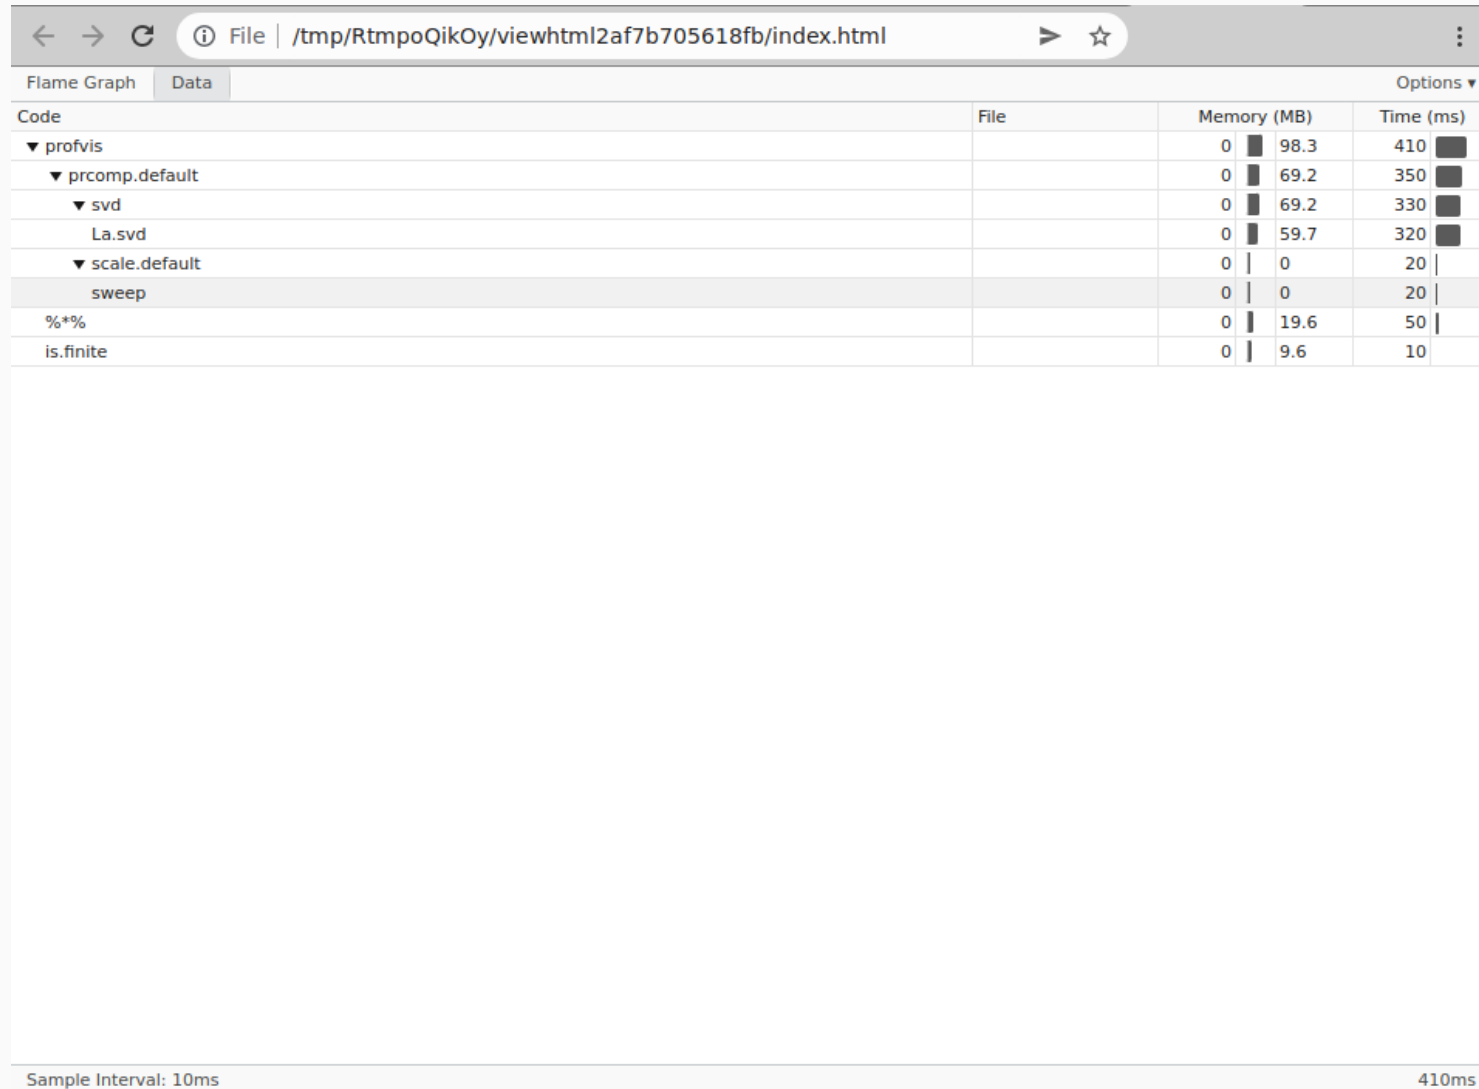 File /tmp/RtmpoQikOy/viewhtml2af7b705618fb/index.html
Flame Graph Data Options ▾
Code File Memory (MB) Time (ms)
▼ profvis 0 98.3 410
▼ prcomp.default 0 69.2 350
▼ svd 0 69.2 330
La.svd 0 59.7 320
▼ scale.default 0 0 20
sweep 0 0 20
%*% 0 19.6 50
is.finite 0 9.6 10
Sample Interval: 10ms 410ms